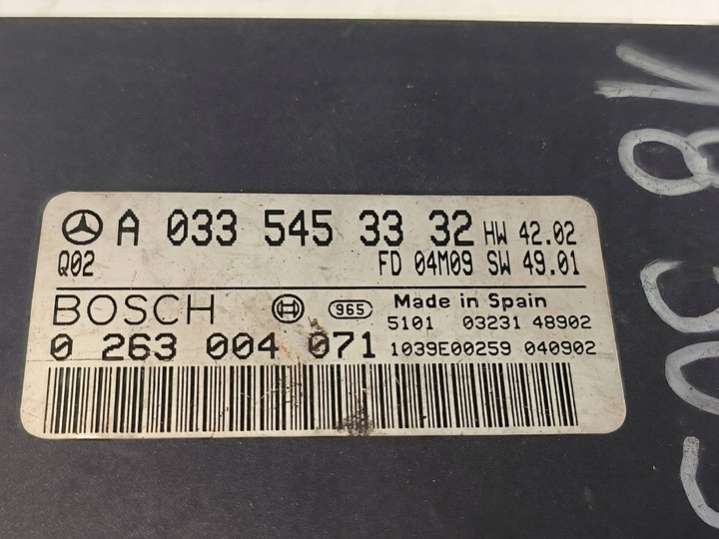 A 033 545 33 32 HW 42.02
Q02 FD 04M09 SW 49.01
BOSCH 965 Made in Spain
5101 03231 48902
0 263 004 071 1039E00259 040902